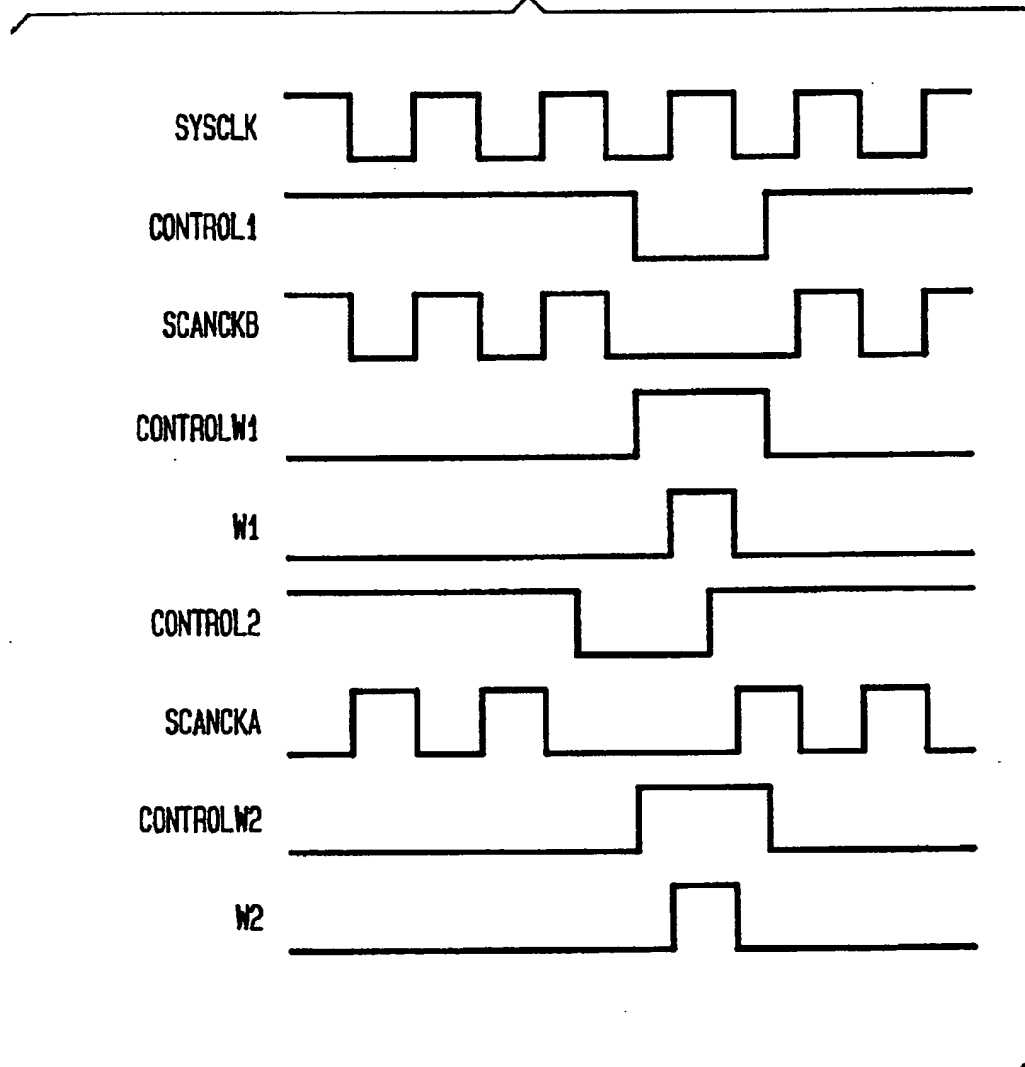 SYSCLK
CONTROL1
SCANCKB
CONTROLW1
W1
CONTROL2
SCANCKA
CONTROLW2
W2